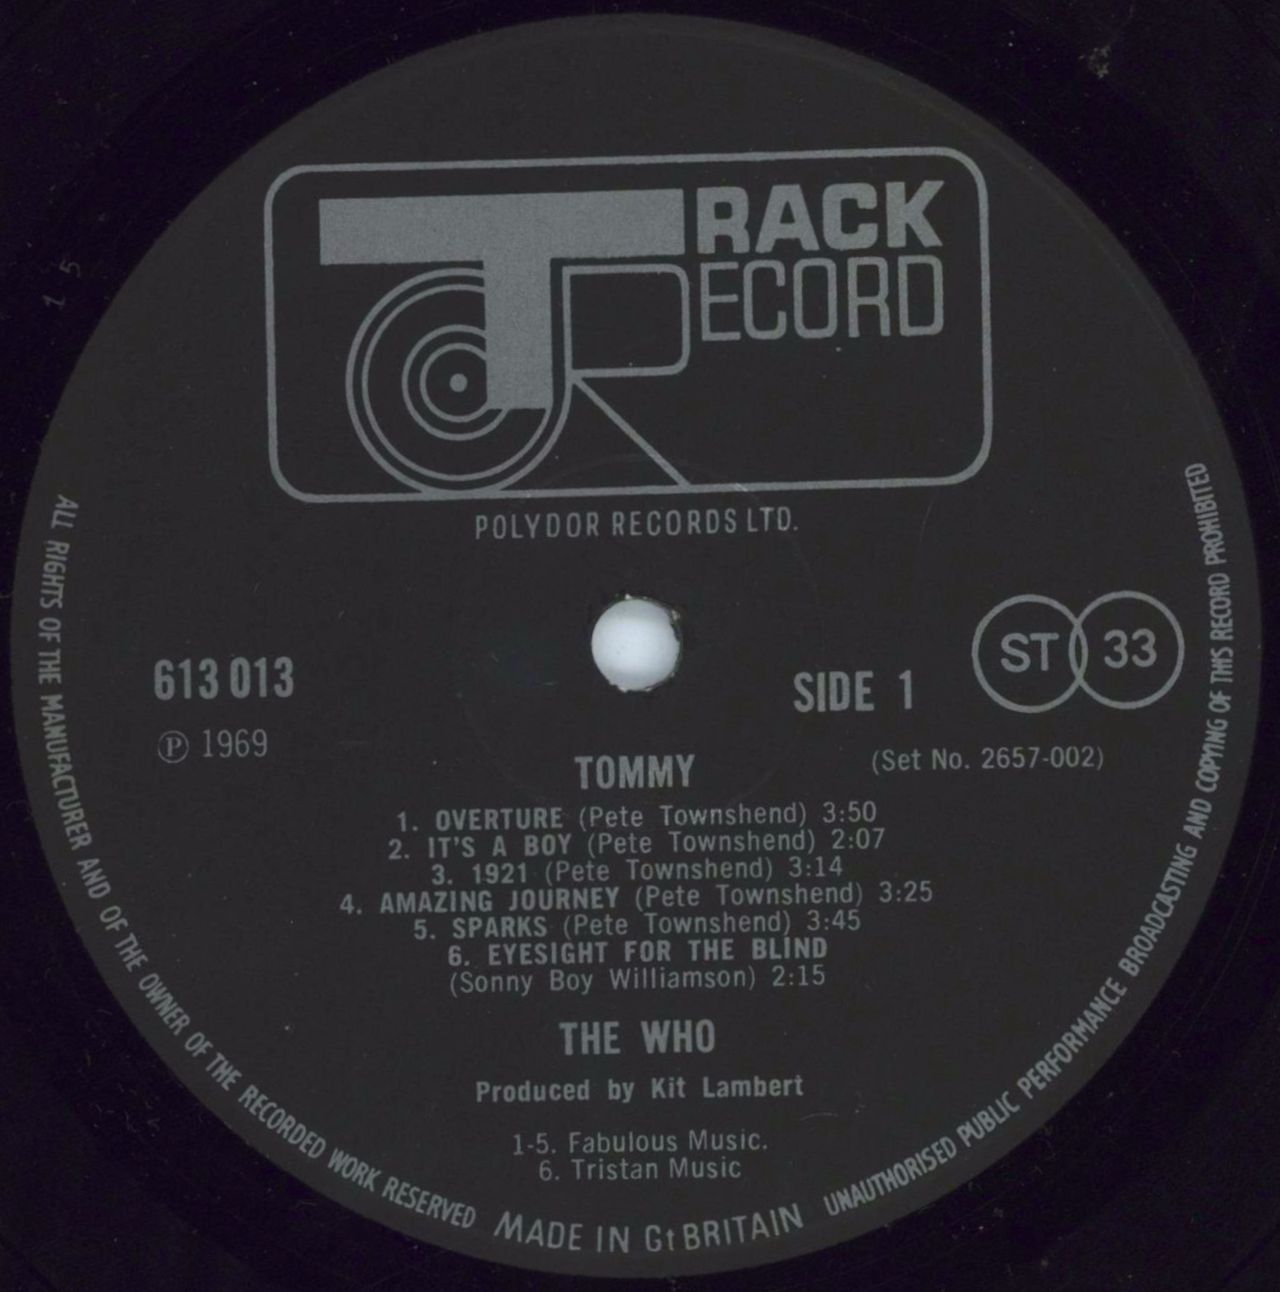 TRACK
RECORD
POLYDOR RECORDS LTD.
613 013
SIDE 1
ST 33
℗ 1969
(Set No. 2657-002)
TOMMY
1. OVERTURE (Pete Townshend) 3:50
2. IT'S A BOY (Pete Townshend) 2:07
3. 1921 (Pete Townshend) 3:14
4. AMAZING JOURNEY (Pete Townshend) 3:25
5. SPARKS (Pete Townshend) 3:45
6. EYESIGHT FOR THE BLIND
(Sonny Boy Williamson) 2:15
THE WHO
Produced by Kit Lambert
1-5. Fabulous Music.
6. Tristan Music
ALL RIGHTS OF THE MANUFACTURER AND OF THE OWNER OF THE RECORDED WORK RESERVED
MADE IN Gt BRITAIN
UNAUTHORISED PUBLIC PERFORMANCE BROADCASTING AND COPYING OF THIS RECORD PROHIBITED